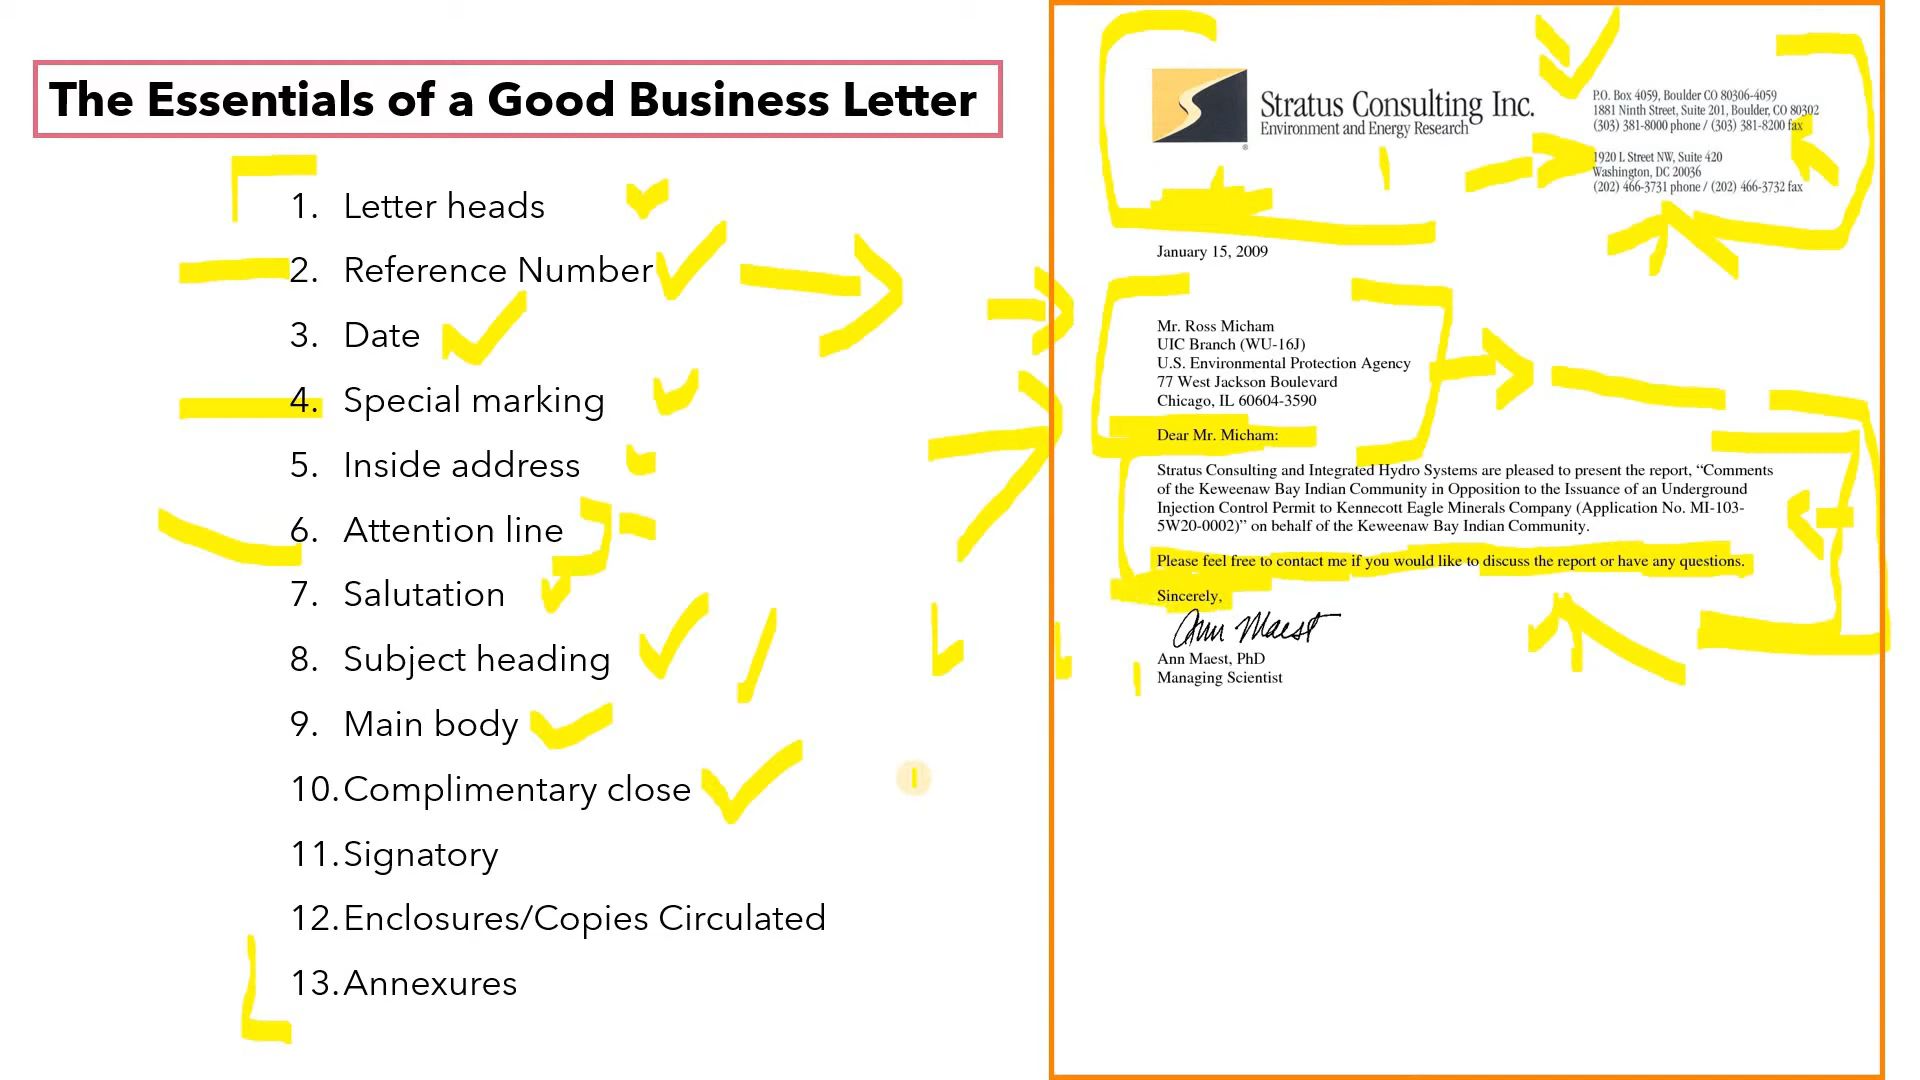 The Essentials of a Good Business Letter
1. Letter heads
2. Reference Number
3. Date
4. Special marking
5. Inside address
6. Attention line
7. Salutation
8. Subject heading
9. Main body
10. Complimentary close
11. Signatory
12. Enclosures/Copies Circulated
13. Annexures
Stratus Consulting Inc.
Environment and Energy Research
P.O. Box 4059, Boulder CO 80306-4059
1881 Ninth Street, Suite 201, Boulder, CO 80302
(303) 381-8000 phone / (303) 381-8200 fax
1920 L Street NW, Suite 420
Washington, DC 20036
(202) 466-3731 phone / (202) 466-3732 fax
January 15, 2009
Mr. Ross Micham
UIC Branch (WU-16J)
U.S. Environmental Protection Agency
77 West Jackson Boulevard
Chicago, IL 60604-3590
Dear Mr. Micham:
Stratus Consulting and Integrated Hydro Systems are pleased to present the report, “Comments
of the Keweenaw Bay Indian Community in Opposition to the Issuance of an Underground
Injection Control Permit to Kennecott Eagle Minerals Company (Application No. MI-103-
5W20-0002)” on behalf of the Keweenaw Bay Indian Community.
Please feel free to contact me if you would like to discuss the report or have any questions.
Sincerely,
Ann Maest
Ann Maest, PhD
Managing Scientist